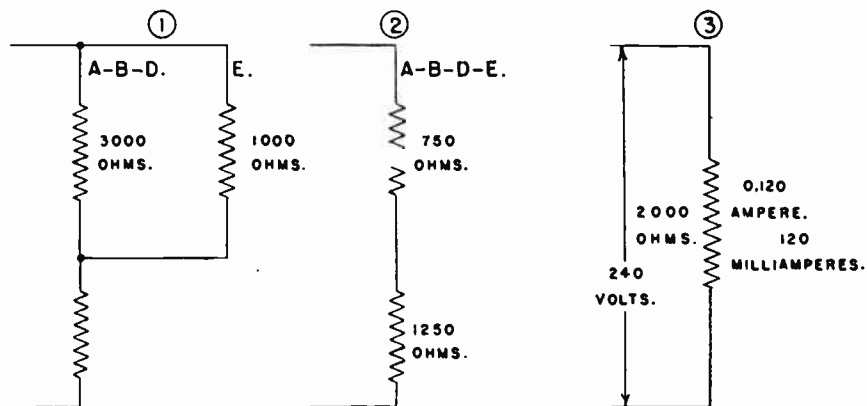 1
A-B-D.
E.
3000
OHMS.
1000
OHMS.
2
A-B-D-E.
750
OHMS.
1250
OHMS.
3
2000
OHMS.
0.120
AMPERE.
120
MILLIAMPERES.
240
VOLTS.